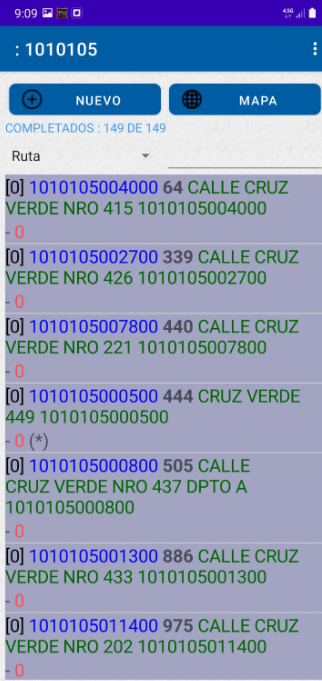 9:09
4.5G
: 1010105
NUEVO
MAPA
COMPLETADOS : 149 DE 149
Ruta
[0] 1010105004000 64 CALLE CRUZ
VERDE NRO 415 1010105004000
- 0
[0] 1010105002700 339 CALLE CRUZ
VERDE NRO 426 1010105002700
- 0
[0] 1010105007800 440 CALLE CRUZ
VERDE NRO 221 1010105007800
- 0
[0] 1010105000500 444 CRUZ VERDE
449 1010105000500
- 0 (*)
[0] 1010105000800 505 CALLE
CRUZ VERDE NRO 437 DPTO A
1010105000800
- 0
[0] 1010105001300 886 CALLE CRUZ
VERDE NRO 433 1010105001300
- 0
[0] 1010105011400 975 CALLE CRUZ
VERDE NRO 202 1010105011400
- 0